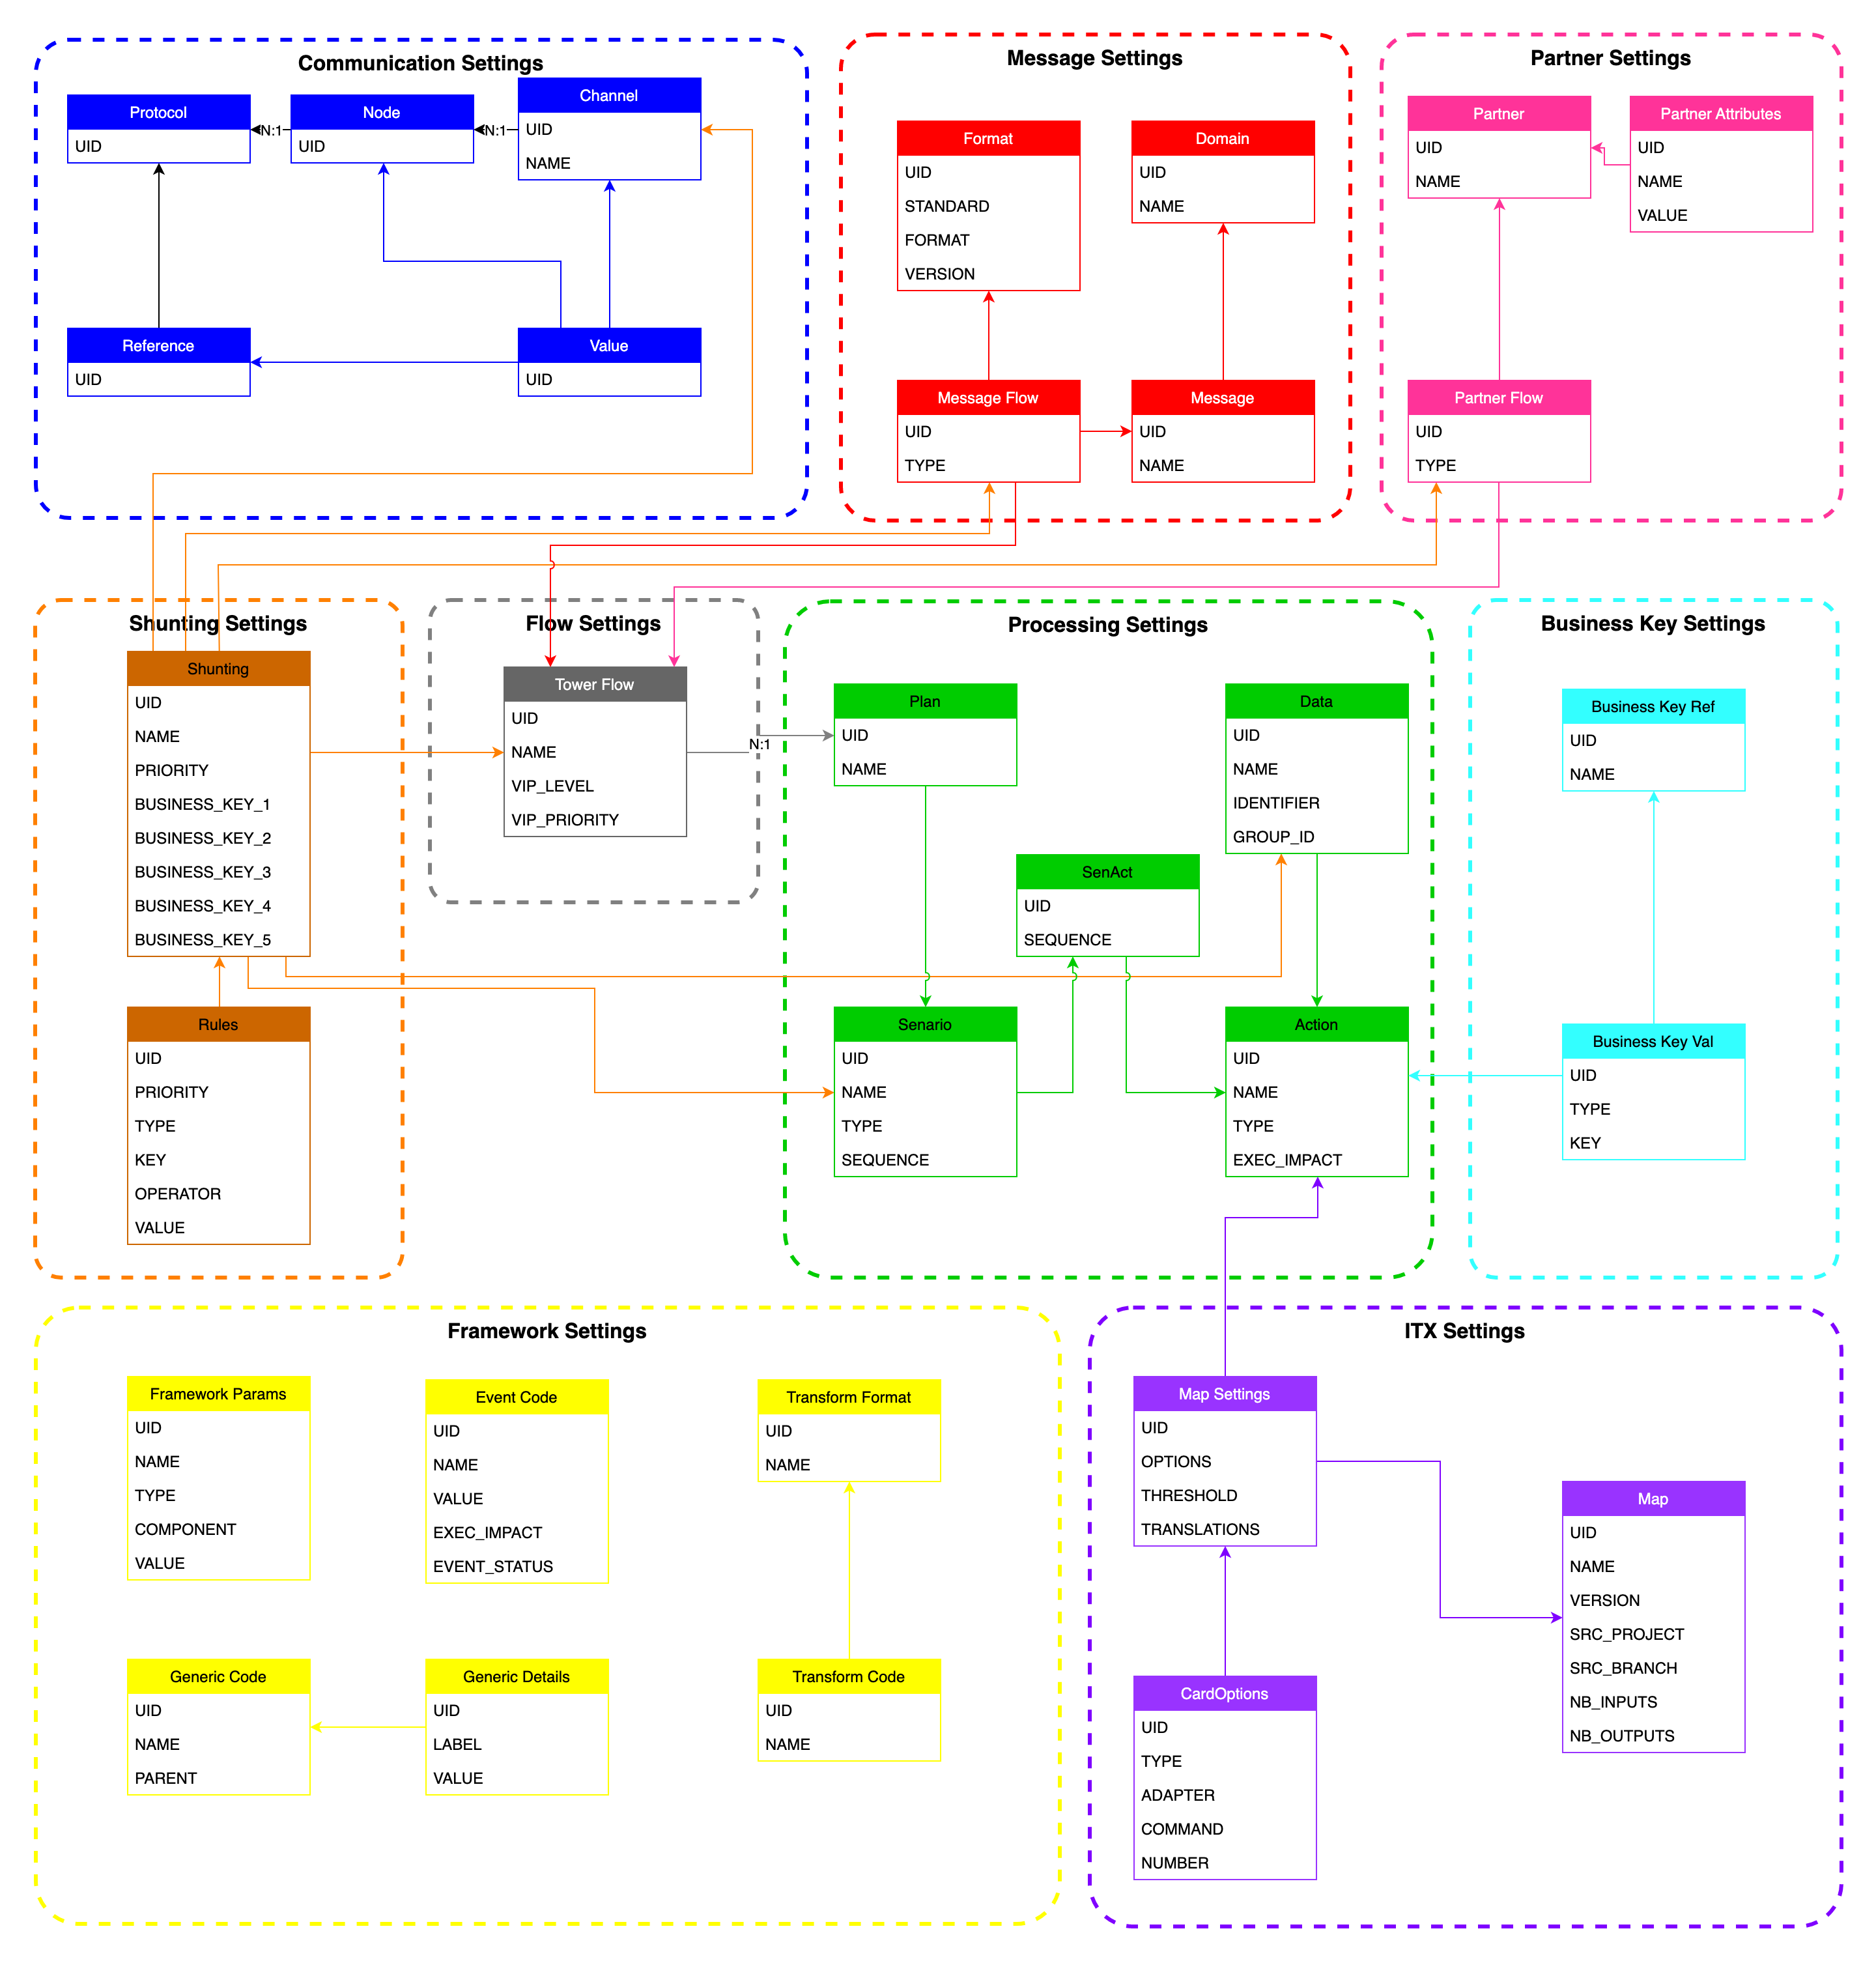 Communication Settings
Protocol
UID
N:1
Node
UID
N:1
Channel
UID
NAME
Reference
UID
Value
UID
Message Settings
Format
UID
STANDARD
FORMAT
VERSION
Domain
UID
NAME
Message Flow
UID
TYPE
Message
UID
NAME
Partner Settings
Partner
UID
NAME
Partner Attributes
UID
NAME
VALUE
Partner Flow
UID
TYPE
Shunting Settings
Shunting
UID
NAME
PRIORITY
BUSINESS_KEY_1
BUSINESS_KEY_2
BUSINESS_KEY_3
BUSINESS_KEY_4
BUSINESS_KEY_5
Rules
UID
PRIORITY
TYPE
KEY
OPERATOR
VALUE
Flow Settings
Tower Flow
UID
NAME
VIP_LEVEL
VIP_PRIORITY
N:1
Processing Settings
Plan
UID
NAME
Data
UID
NAME
IDENTIFIER
GROUP_ID
SenAct
UID
SEQUENCE
Senario
UID
NAME
TYPE
SEQUENCE
Action
UID
NAME
TYPE
EXEC_IMPACT
Business Key Settings
Business Key Ref
UID
NAME
Business Key Val
UID
TYPE
KEY
Framework Settings
Framework Params
UID
NAME
TYPE
COMPONENT
VALUE
Event Code
UID
NAME
VALUE
EXEC_IMPACT
EVENT_STATUS
Transform Format
UID
NAME
Generic Code
UID
NAME
PARENT
Generic Details
UID
LABEL
VALUE
Transform Code
UID
NAME
ITX Settings
Map Settings
UID
OPTIONS
THRESHOLD
TRANSLATIONS
Map
UID
NAME
VERSION
SRC_PROJECT
SRC_BRANCH
NB_INPUTS
NB_OUTPUTS
CardOptions
UID
TYPE
ADAPTER
COMMAND
NUMBER